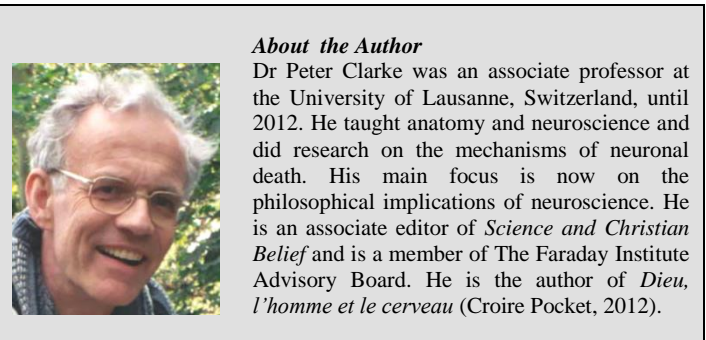 About the Author
Dr Peter Clarke was an associate professor at
the University of Lausanne, Switzerland, until
2012. He taught anatomy and neuroscience and
did research on the mechanisms of neuronal
death. His main focus is now on the
philosophical implications of neuroscience. He
is an associate editor of Science and Christian
Belief and is a member of The Faraday Institute
Advisory Board. He is the author of Dieu,
l’homme et le cerveau (Croire Pocket, 2012).